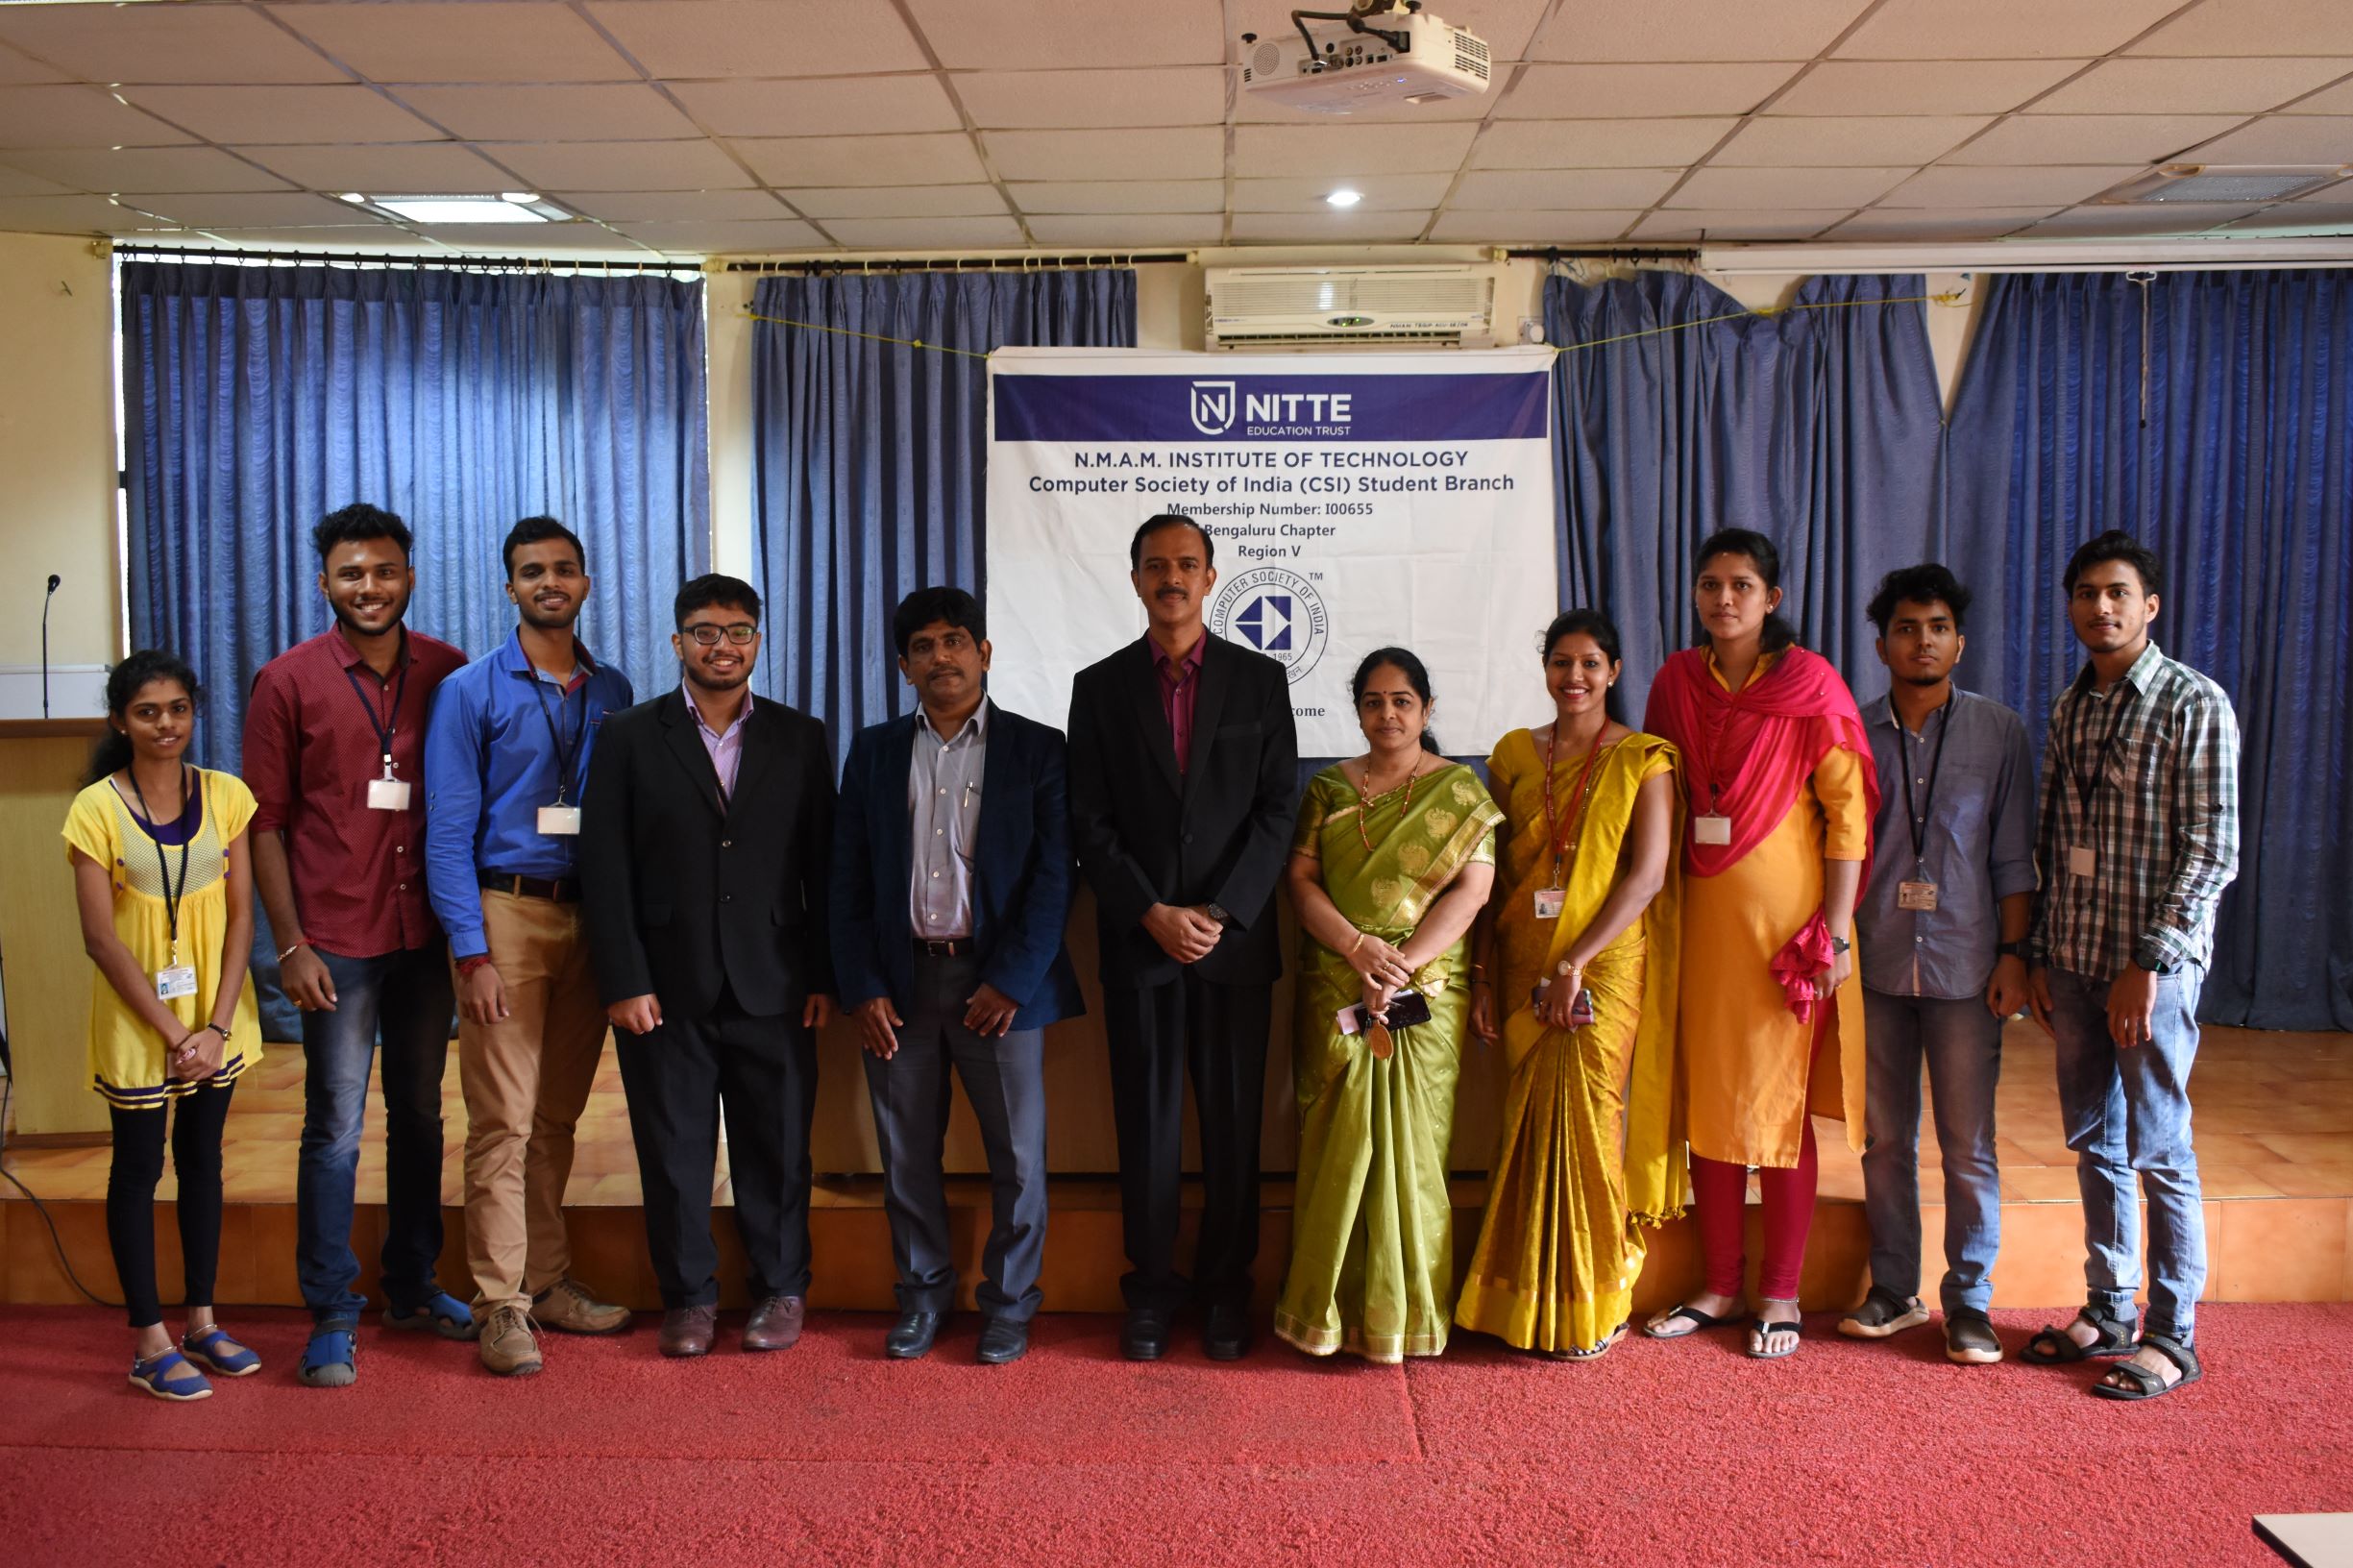 NITTE
EDUCATION TRUST
N.M.A.M. INSTITUTE OF TECHNOLOGY
Computer Society of India (CSI) Student Branch
Membership Number: I00655
Bengaluru Chapter
Region V
COMPUTER SOCIETY OF INDIA
TM
1965
come